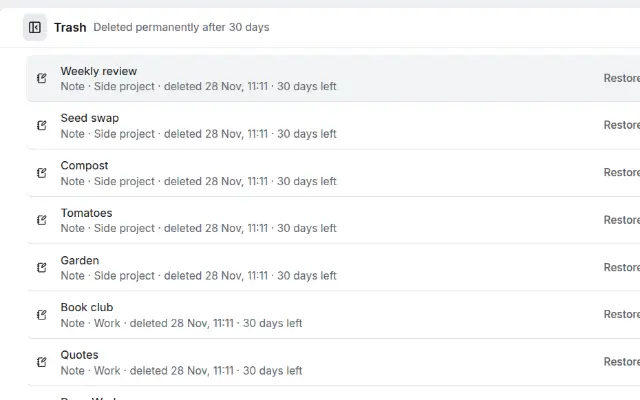 Trash Deleted permanently after 30 days
Weekly review
Note · Side project · deleted 28 Nov, 11:11 · 30 days left
Restore
Seed swap
Note · Side project · deleted 28 Nov, 11:11 · 30 days left
Restore
Compost
Note · Side project · deleted 28 Nov, 11:11 · 30 days left
Restore
Tomatoes
Note · Side project · deleted 28 Nov, 11:11 · 30 days left
Restore
Garden
Note · Side project · deleted 28 Nov, 11:11 · 30 days left
Restore
Book club
Note · Work · deleted 28 Nov, 11:11 · 30 days left
Restore
Quotes
Note · Work · deleted 28 Nov, 11:11 · 30 days left
Restore